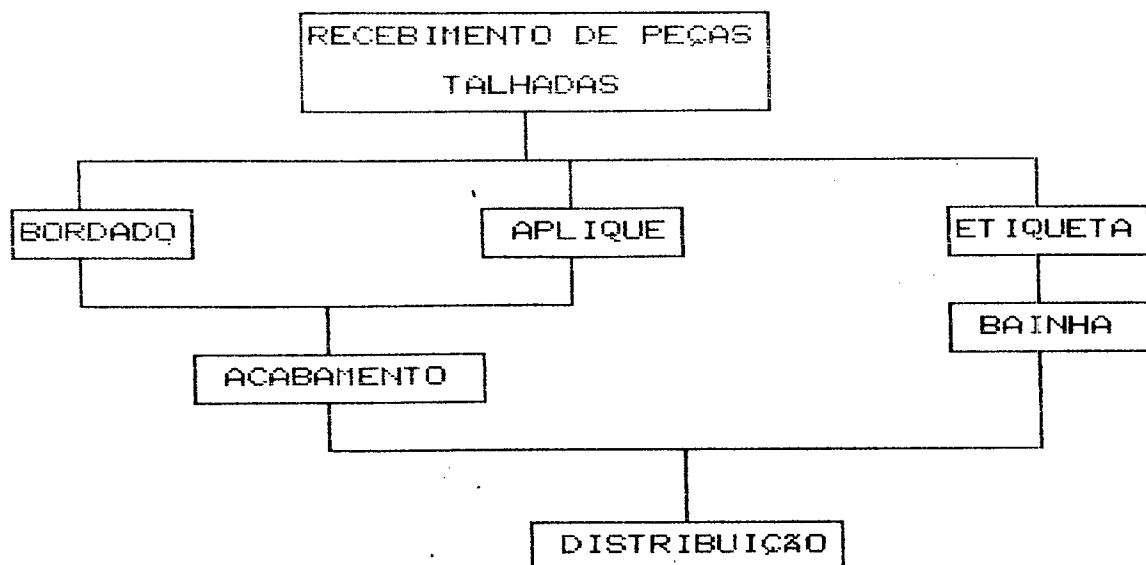 RECEBIMENTO DE PEÇAS
TALHADAS
BORDADO
APLIQUE
ETIQUETA
BAINHA
ACABAMENTO
DISTRIBUIÇÃO